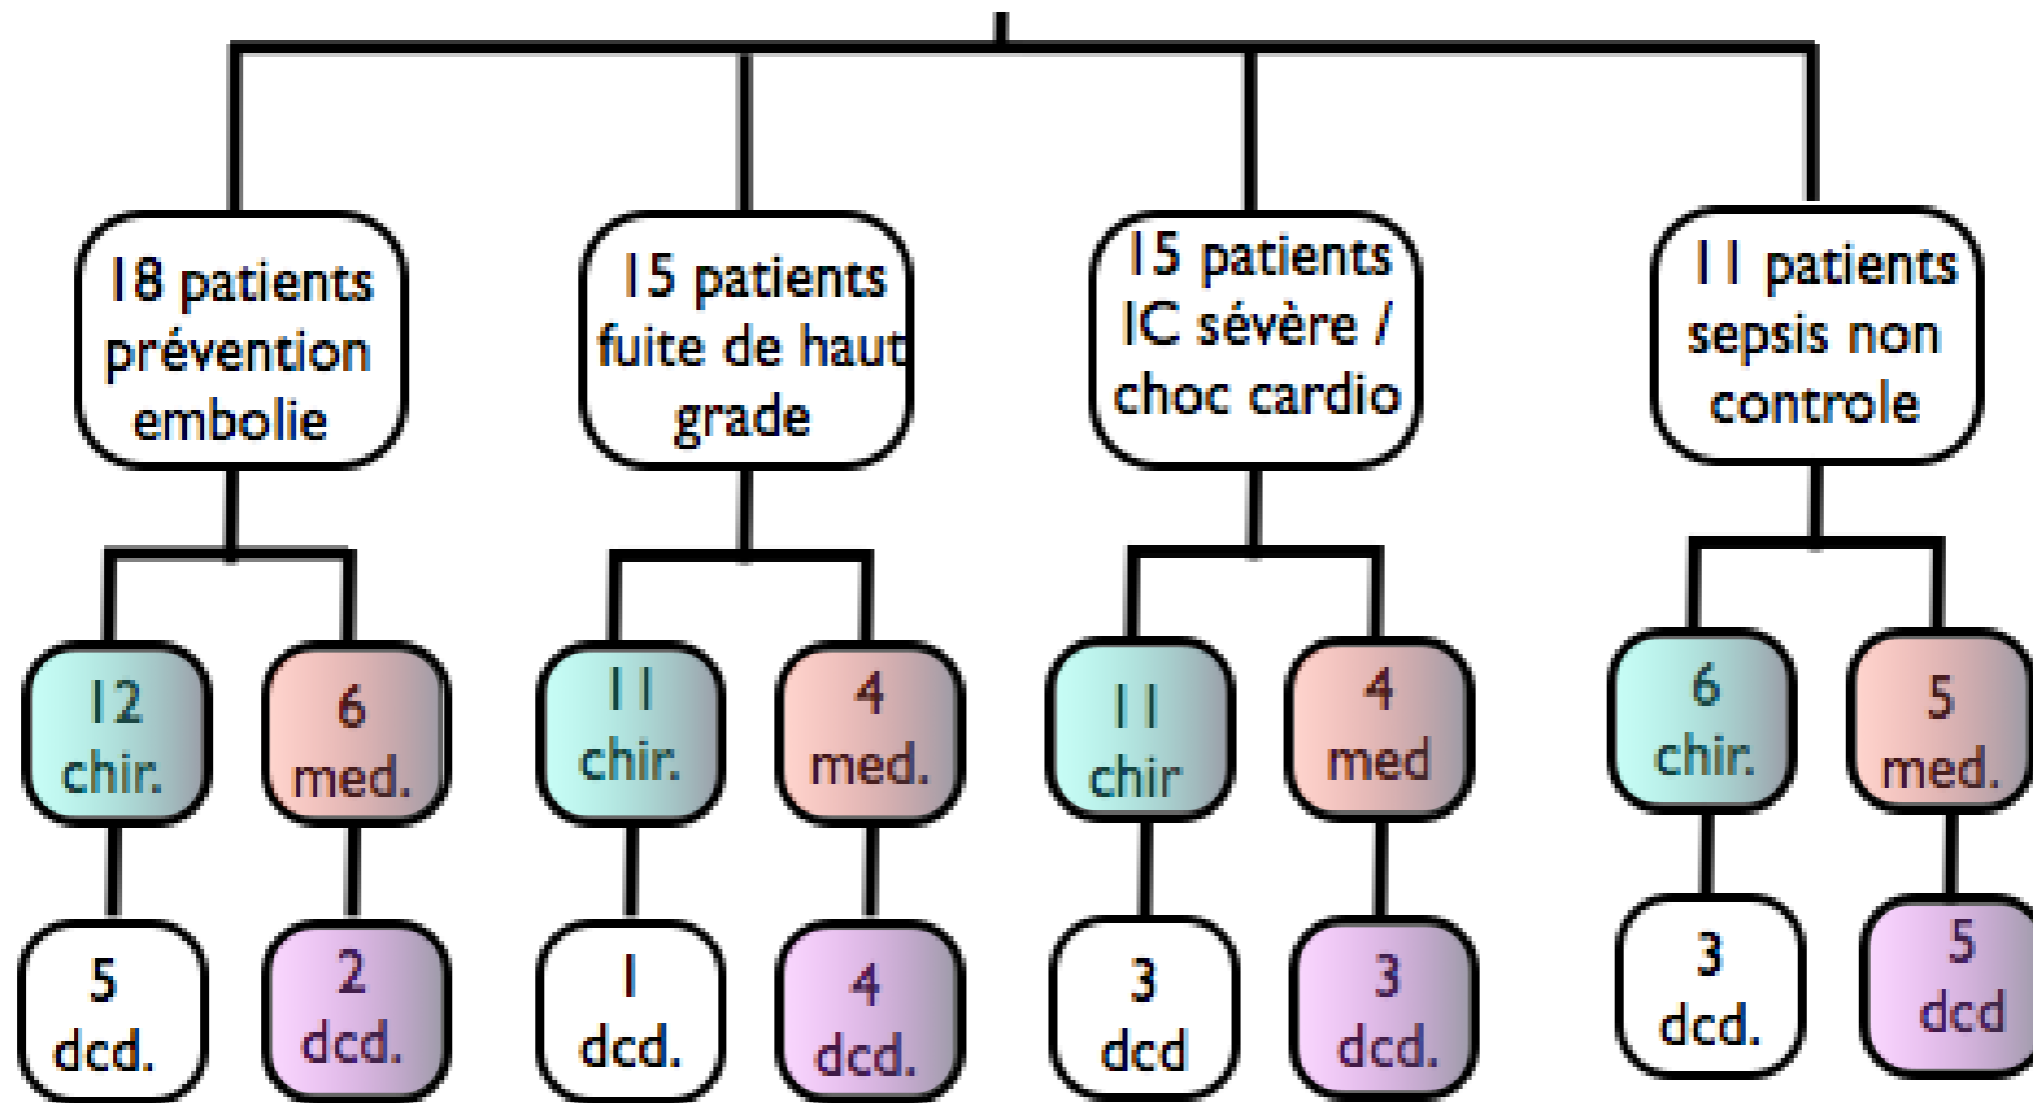 18 patients
prévention
embolie
15 patients
fuite de haut
grade
15 patients
IC sévère /
choc cardio
11 patients
sepsis non
controle
12
chir.
6
med.
11
chir.
4
med.
11
chir
4
med
6
chir.
5
med.
5
dcd.
2
dcd.
1
dcd.
4
dcd.
3
dcd
3
dcd.
3
dcd.
5
dcd